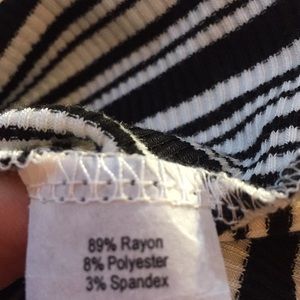 89% Rayon
8% Polyester
3% Spandex